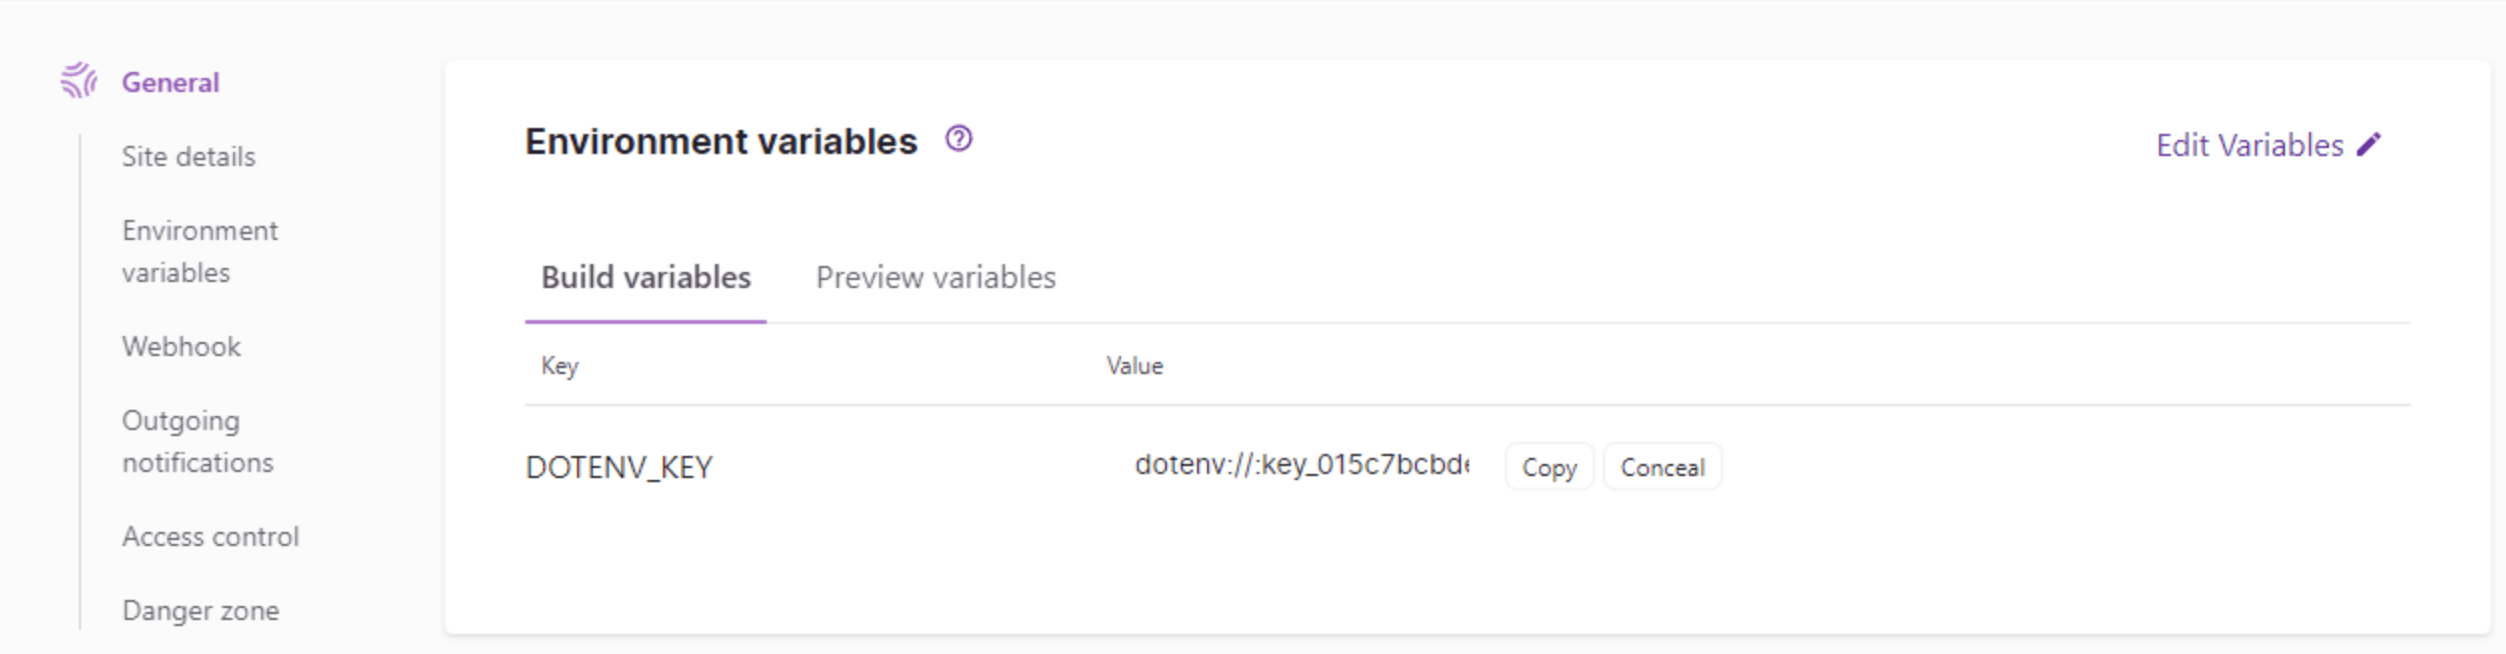 General
Site details
Environment
variables
Webhook
Outgoing
notifications
Access control
Danger zone
Environment variables
Edit Variables
Build variables Preview variables
Key Value
DOTENV_KEY dotenv://:key_015c7bcbd Copy Conceal